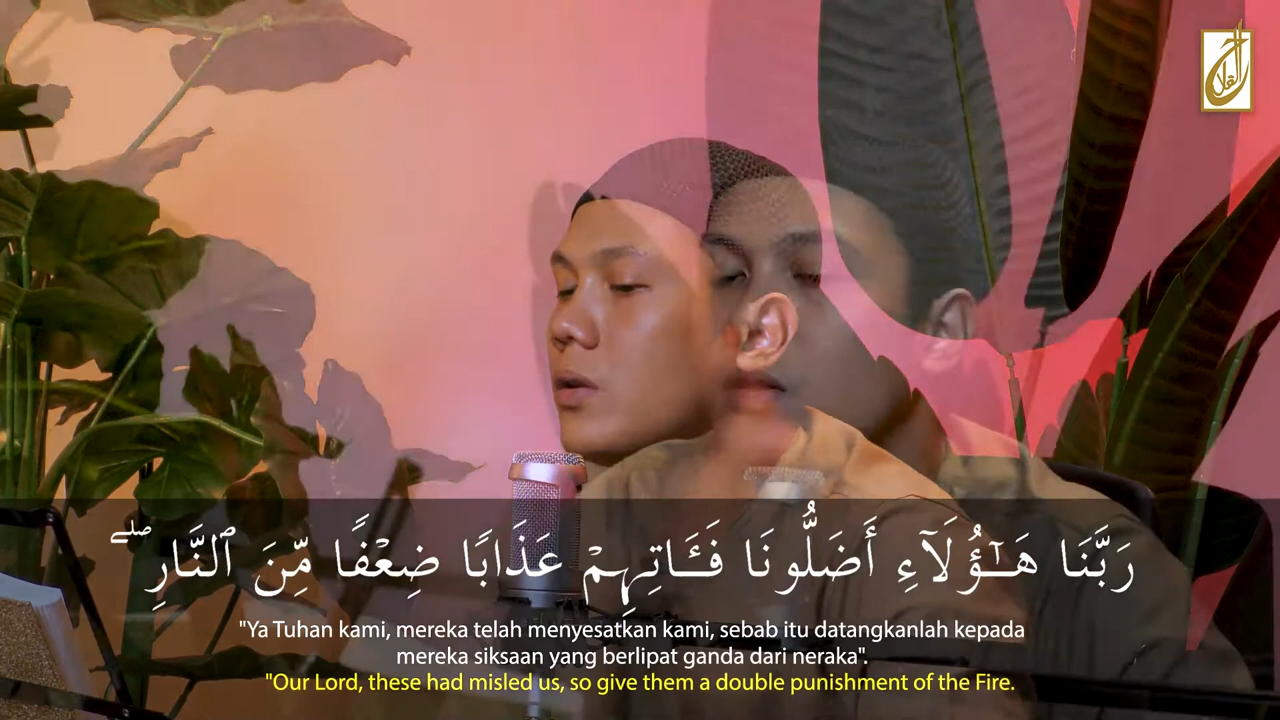 رَبَّنَا هَـٰٓؤُلَآءِ أَضَلُّونَا فَـَٔاتِهِمْ عَذَابًا ضِعْفًا مِّنَ ٱلنَّارِ ۖ
"Ya Tuhan kami, mereka telah menyesatkan kami, sebab itu datangkanlah kepada
mereka siksaan yang berlipat ganda dari neraka".
"Our Lord, these had misled us, so give them a double punishment of the Fire.